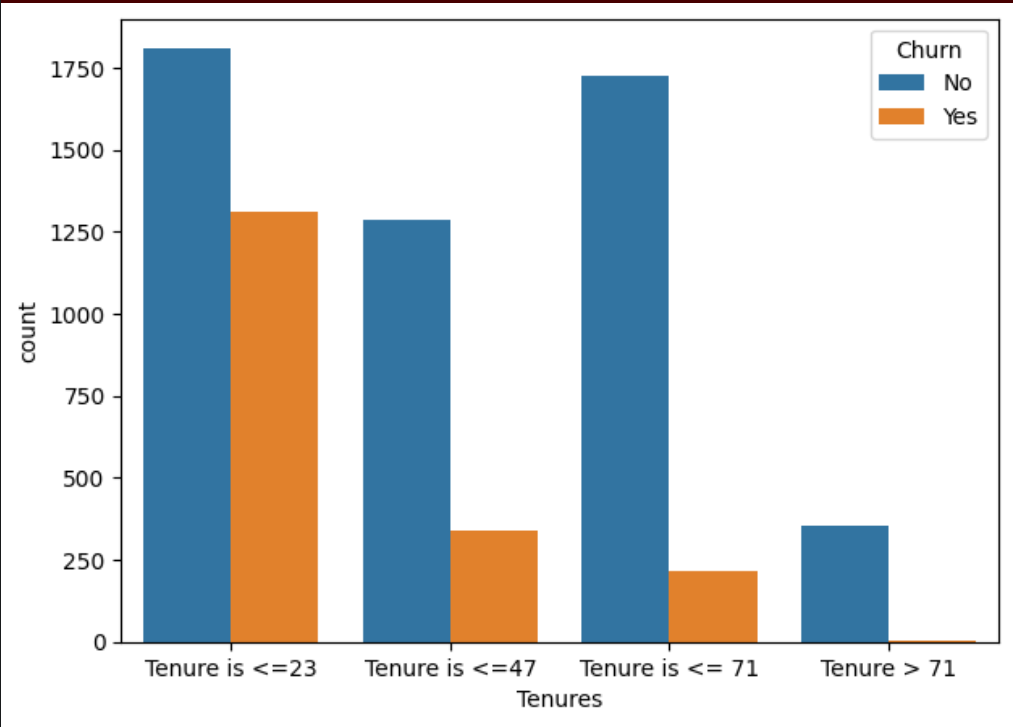 Churn
No
Yes
1750
1500
1250
1000
750
500
250
0
count
Tenure is <=23
Tenure is <=47
Tenure is <= 71
Tenure > 71
Tenures